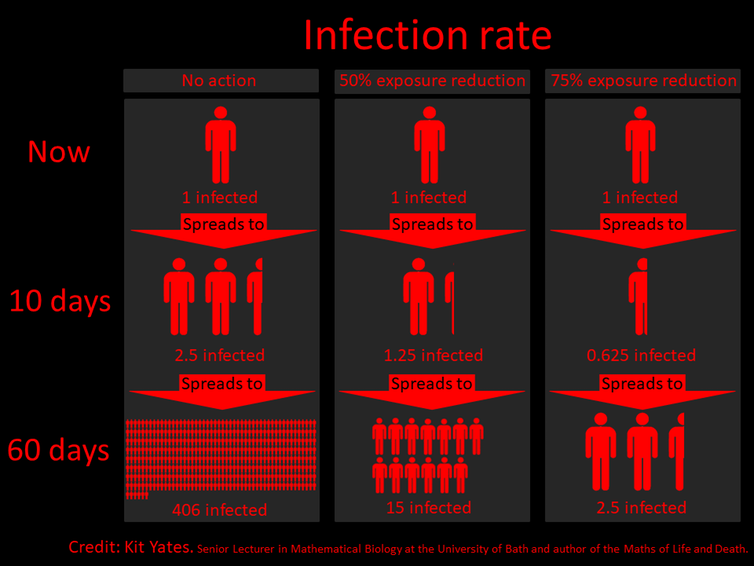 Infection rate
No action
50% exposure reduction
75% exposure reduction
Now
1 infected
1 infected
1 infected
Spreads to
Spreads to
Spreads to
10 days
2.5 infected
1.25 infected
0.625 infected
Spreads to
Spreads to
Spreads to
60 days
406 infected
15 infected
2.5 infected
Credit: Kit Yates. Senior Lecturer in Mathematical Biology at the University of Bath and author of the Maths of Life and Death.